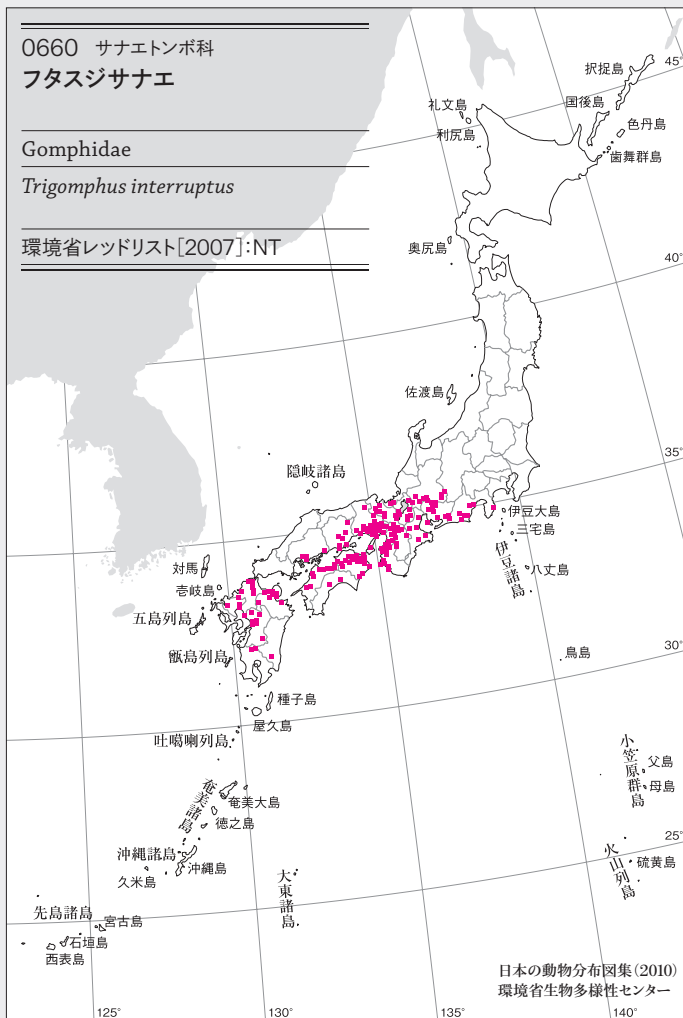 0660 サナエトンボ科
フタスジサナエ
Gomphidae
Trigomphus interruptus
環境省レッドリスト[2007]:NT
択捉島
45°
礼文島
国後島
色丹島
利尻島
歯舞群島
奥尻島
40°
佐渡島
35°
隠岐諸島
伊豆大島
三宅島
伊豆諸島
八丈島
対馬
壱岐島
五島列島
甑島列島
鳥島
30°
種子島
屋久島
吐噶喇列島
小笠原群島
父島
母島
奄美諸島
奄美大島
徳之島
25°
沖縄諸島
沖縄島
久米島
火山列島
硫黄島
大東諸島
先島諸島
宮古島
石垣島
西表島
日本の動物分布図集(2010)
環境省生物多様性センター
125°
130°
135°
140°